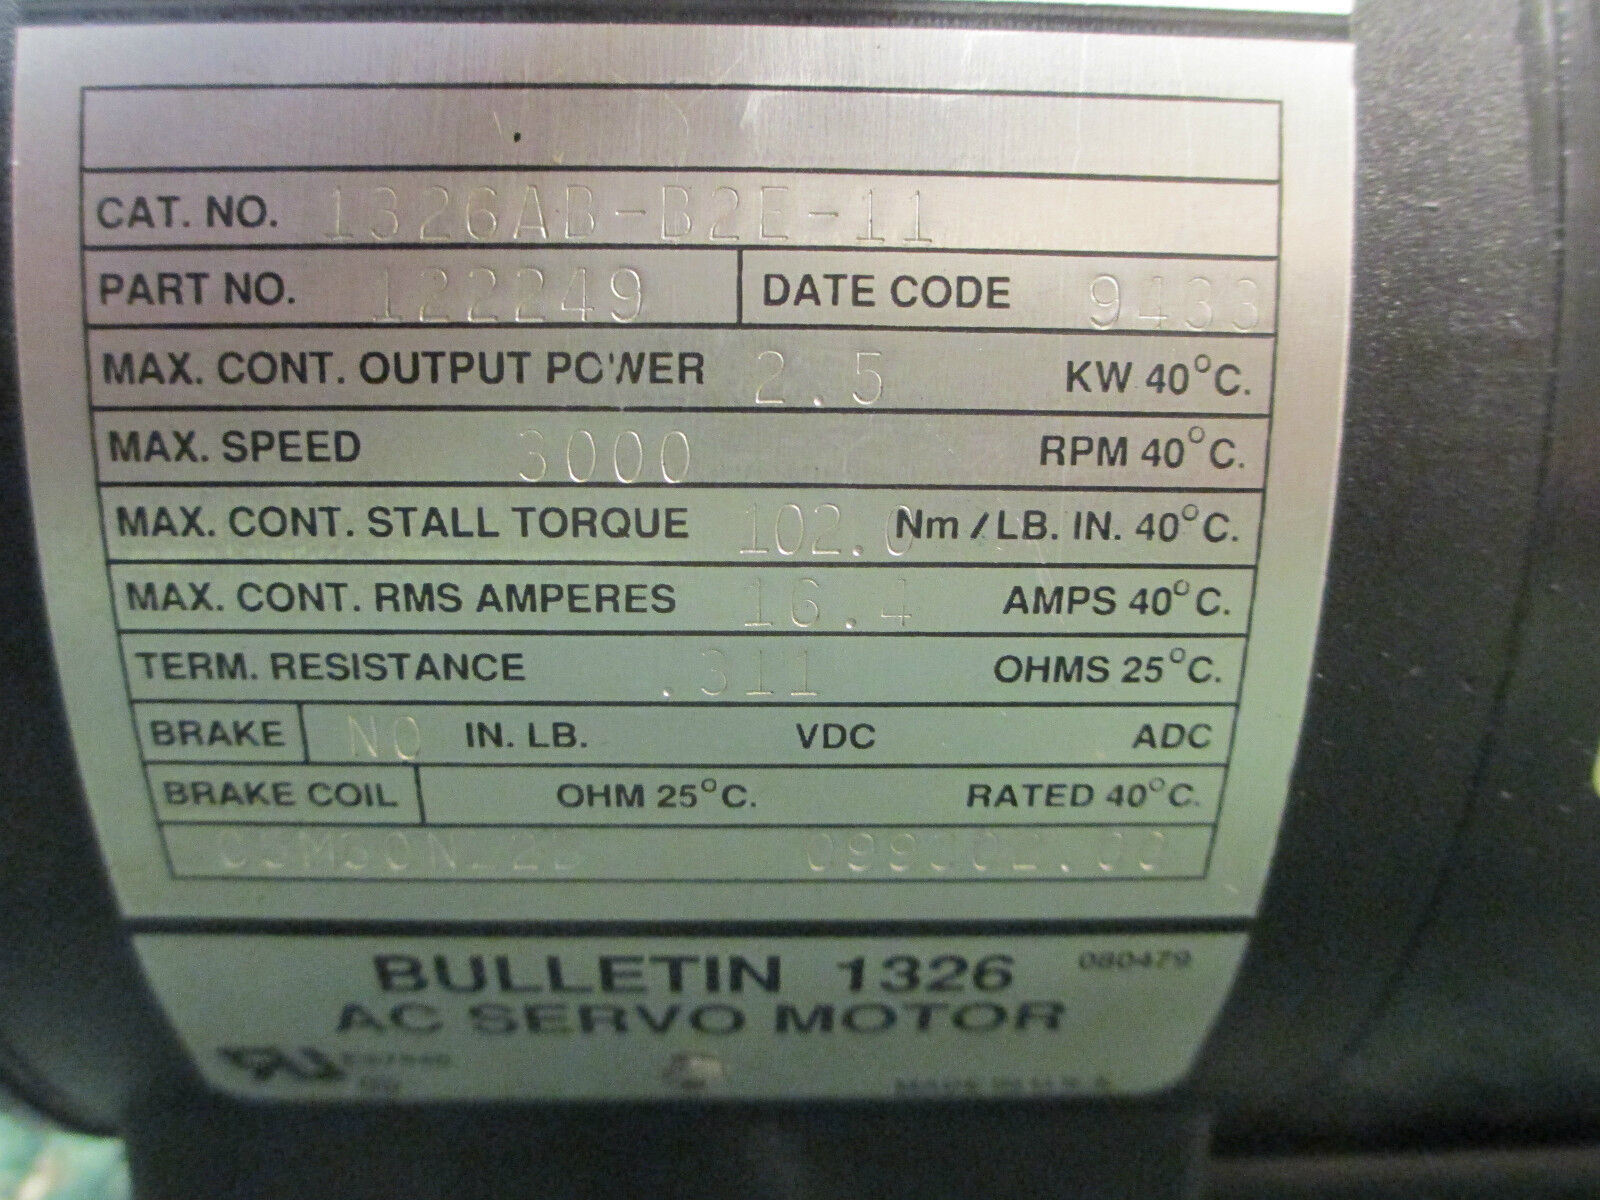 CAT. NO. 1326AB-B2E-11
PART NO. 122249 DATE CODE 9433
MAX. CONT. OUTPUT POWER 2.5 KW 40°C.
MAX. SPEED 3000 RPM 40°C.
MAX. CONT. STALL TORQUE 102.0 Nm / LB. IN. 40°C.
MAX. CONT. RMS AMPERES 16.4 AMPS 40°C.
TERM. RESISTANCE .311 OHMS 25°C.
BRAKE NO IN. LB. VDC ADC
BRAKE COIL OHM 25°C. RATED 40°C.
BULLETIN 1326 080479
AC SERVO MOTOR
MADE IN U.S.A.